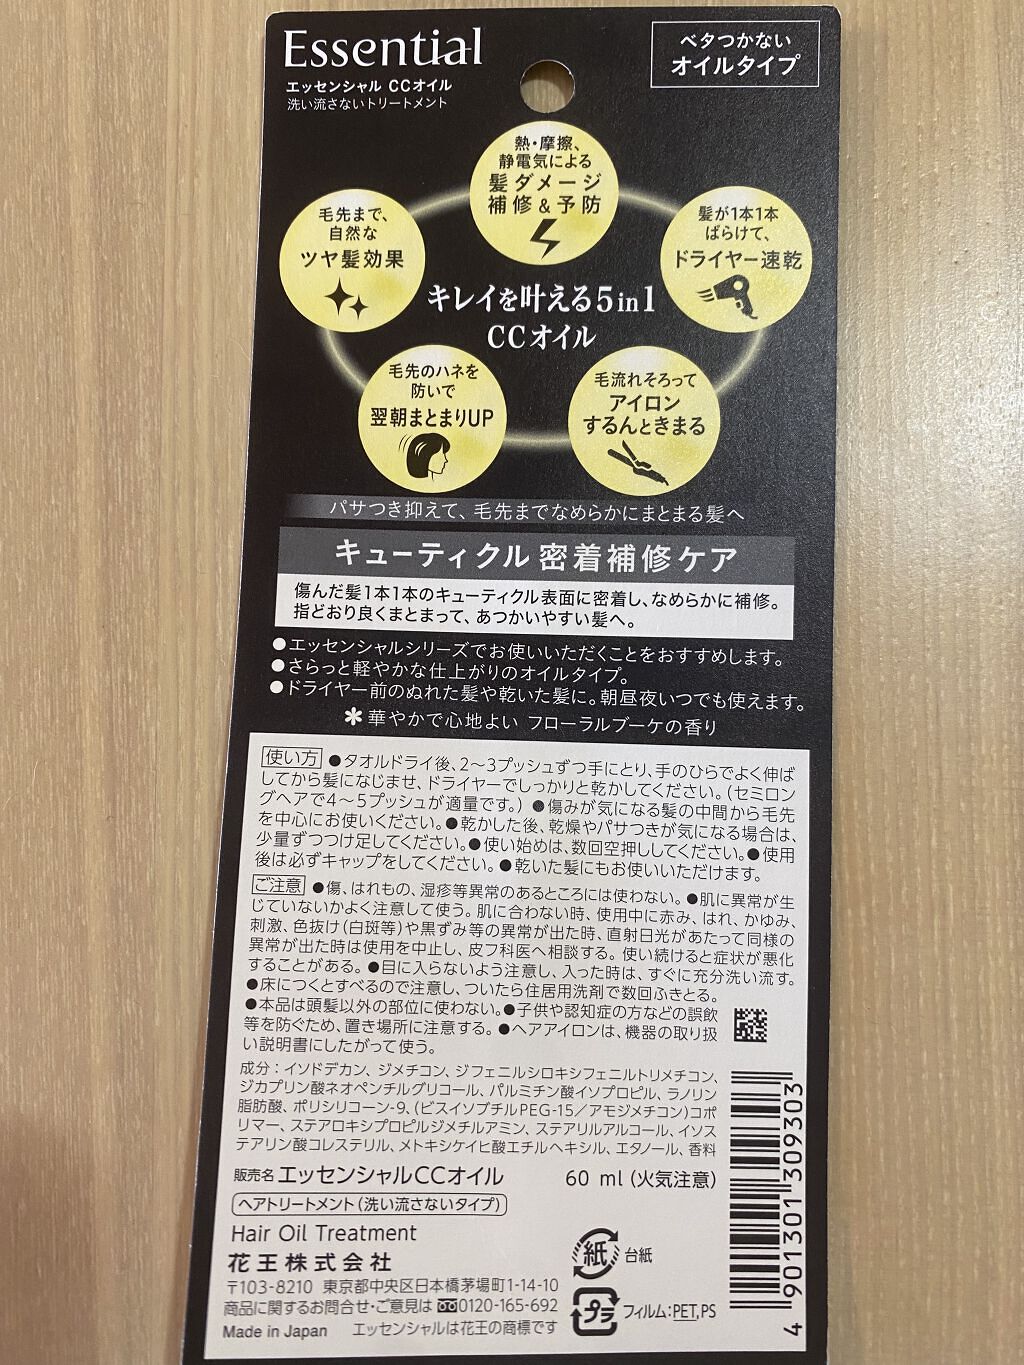 Essential
エッセンシャル CCオイル
洗い流さないトリートメント
ベタつかない
オイルタイプ
熱・摩擦、
静電気による
髪ダメージ
補修&予防
毛先まで、
自然な
ツヤ髪効果
髪が1本1本
ばらけて、
ドライヤー速乾
キレイを叶える5in1
CCオイル
毛先のハネを
防いで
翌朝まとまりUP
毛流れそろって
アイロン
するんときまる
パサつき抑えて、毛先までなめらかにまとまる髪へ
キューティクル 密着補修ケア
傷んだ髪1本1本のキューティクル表面に密着し、なめらかに補修。
指どおり良くまとまって、あつかいやすい髪へ。
●エッセンシャルシリーズでお使いいただくことをおすすめします。
●さらっと軽やかな仕上がりのオイルタイプ。
●ドライヤー前のぬれた髪や乾いた髪に。朝昼夜いつでも使えます。
＊華やかで心地よい フローラルブーケの香り
使い方 ●タオルドライ後、2〜3プッシュずつ手にとり、手のひらでよく伸ば
してから髪になじませ、ドライヤーでしっかりと乾かしてください。(セミロン
グヘアで4〜5プッシュが適量です。) ●傷みが気になる髪の中間から毛先
を中心にお使いください。●乾かした後、乾燥やパサつきが気になる場合は、
少量ずつつけ足してください。●使い始めは、数回空押ししてください。●使用
後は必ずキャップをしてください。●乾いた髪にもお使いいただけます。
ご注意 ●傷、はれもの、湿疹等異常のあるところには使わない。●肌に異常が生
じていないかよく注意して使う。肌に合わない時、使用中に赤み、はれ、かゆみ、
刺激、色抜け(白斑等)や黒ずみ等の異常が出た時、直射日光があたって同様の
異常が出た時は使用を中止し、皮フ科医へ相談する。使い続けると症状が悪化
することがある。●目に入らないよう注意し、入った時は、すぐに充分洗い流す。
●床につくとすべるので注意し、ついたら住居用洗剤で数回ふきとる。
●本品は頭髪以外の部位に使わない。●子供や認知症の方などの誤飲
等を防ぐため、置き場所に注意する。●ヘアアイロンは、機器の取り扱
い説明書にしたがって使う。
成分：イソドデカン、ジメチコン、ジフェニルシロキシフェニルトリメチコン、
ジカプリン酸ネオペンチルグリコール、パルミチン酸イソプロピル、ラノリン
脂肪酸、ポリシリコーン-9、(ビスイソブチルPEG-15／アモジメチコン)コポ
リマー、ステアロキシプロピルジメチルアミン、ステアリルアルコール、イソス
テアリン酸コレステリル、メトキシケイヒ酸エチルヘキシル、エタノール、香料
販売名 エッセンシャルCCオイル 60 ml (火気注意)
ヘアトリートメント(洗い流さないタイプ)
Hair Oil Treatment
花王株式会社
〒103-8210 東京都中央区日本橋茅場町1-14-10
商品に関するお問合せ・ご意見は 0120-165-692
Made in Japan エッセンシャルは花王の商標です
紙 台紙
プラ フィルム:PET,PS
4 901301 309303